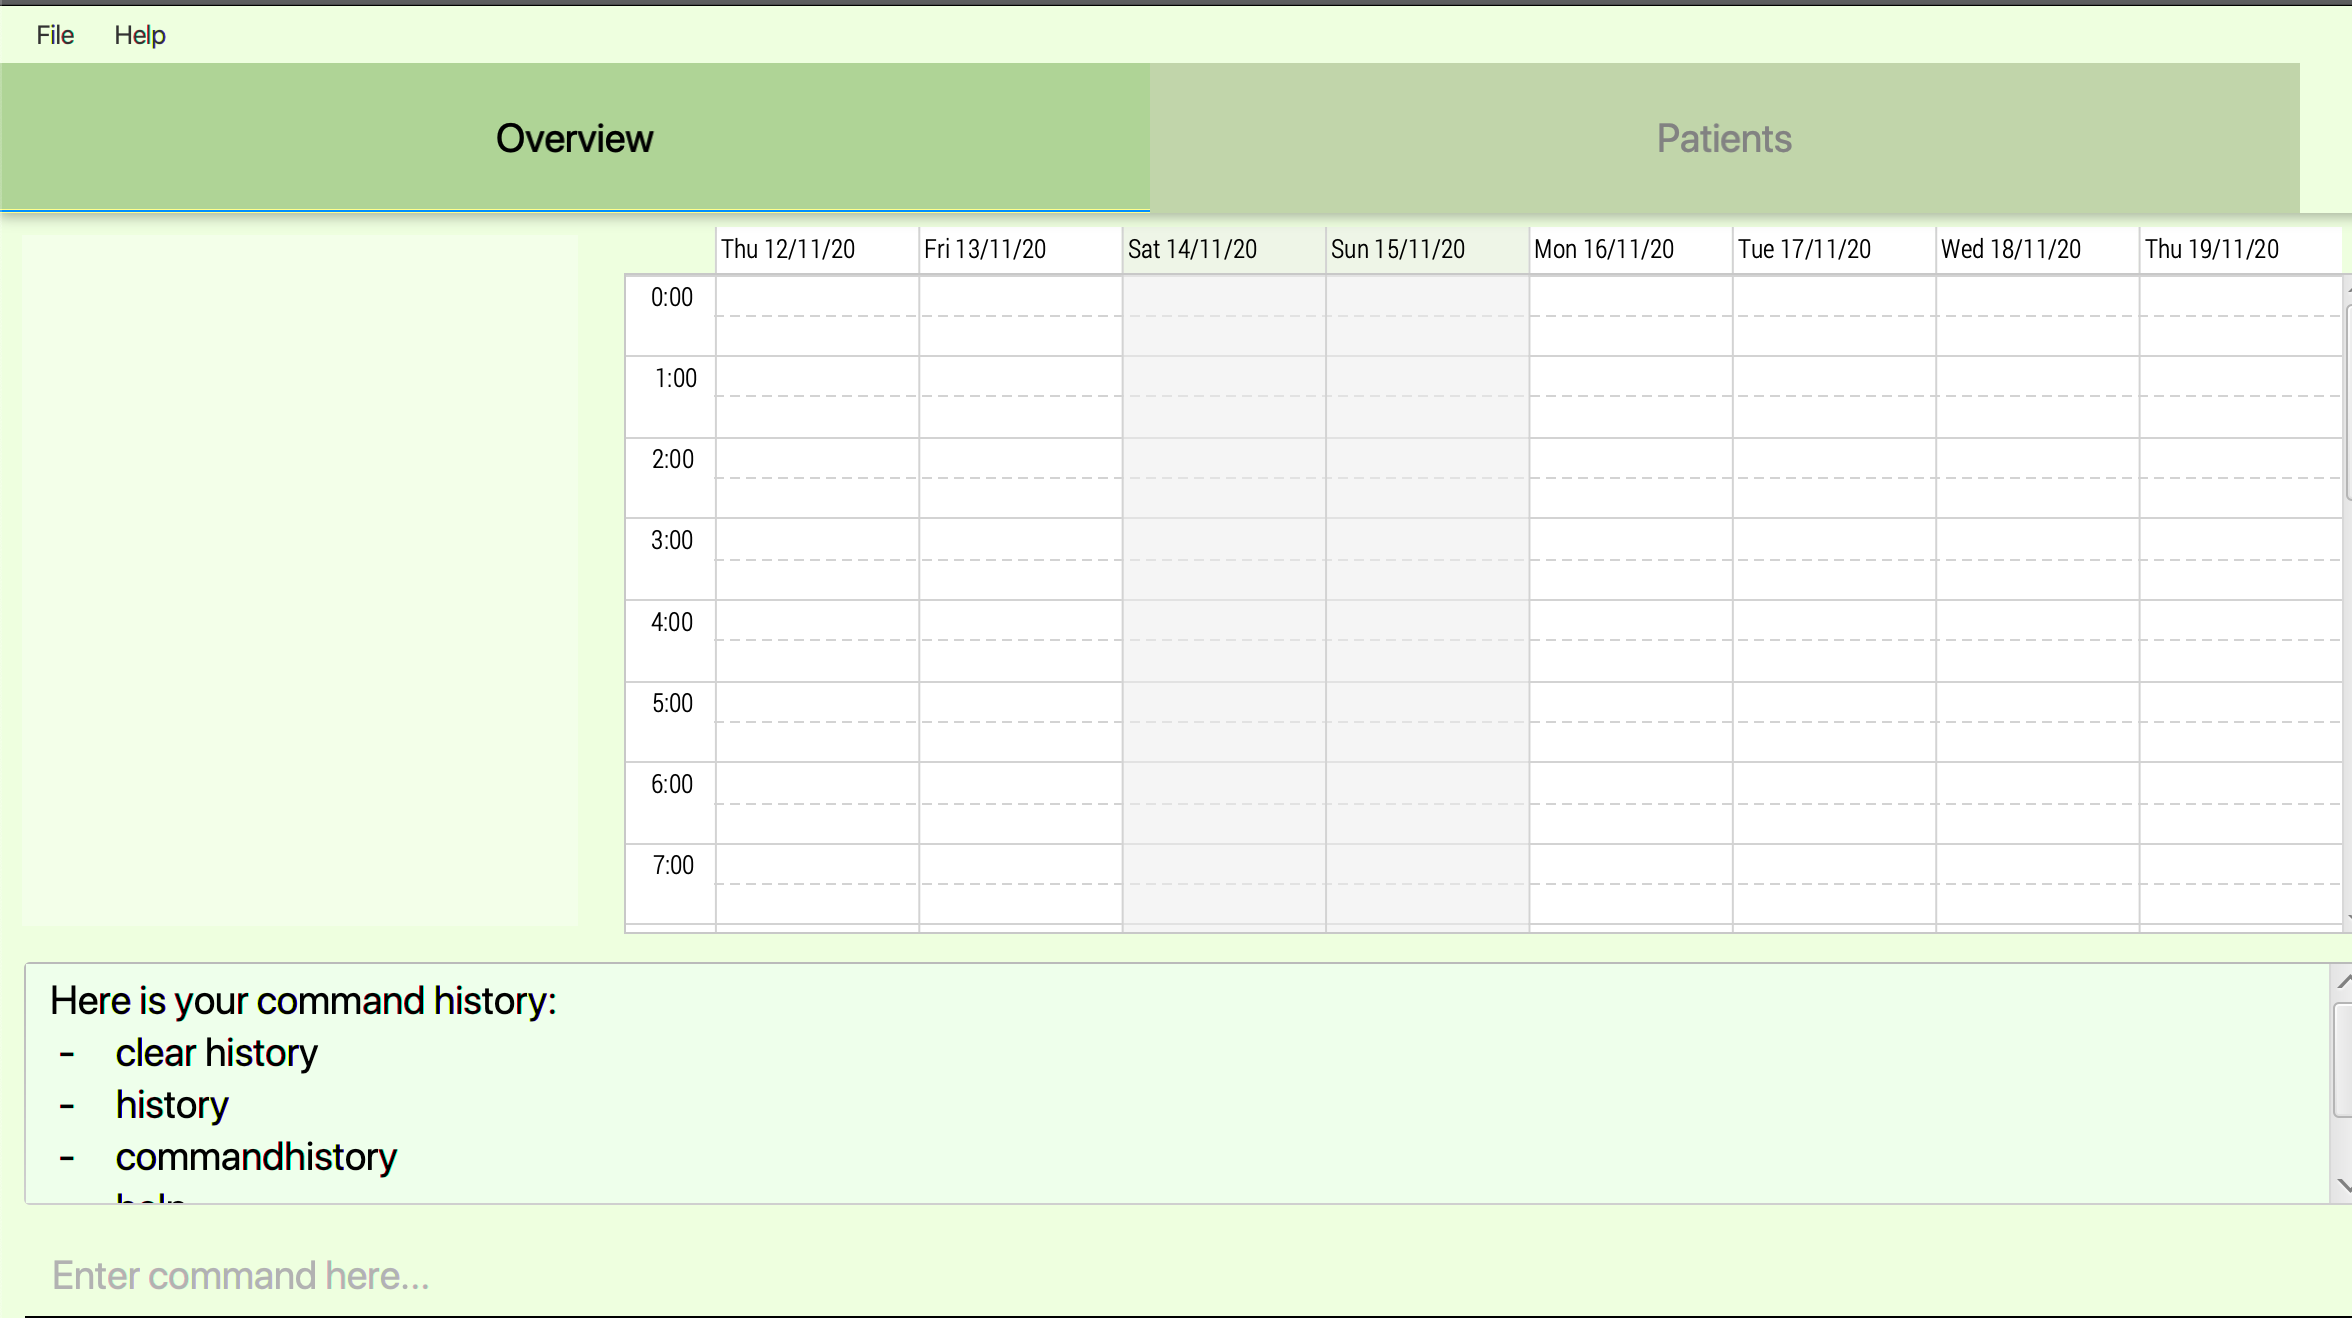 File Help
Overview Patients
Thu 12/11/20 Fri 13/11/20 Sat 14/11/20 Sun 15/11/20 Mon 16/11/20 Tue 17/11/20 Wed 18/11/20 Thu 19/11/20
0:00
1:00
2:00
3:00
4:00
5:00
6:00
7:00
Here is your command history:
- clear history
- history
- commandhistory
help
Enter command here...